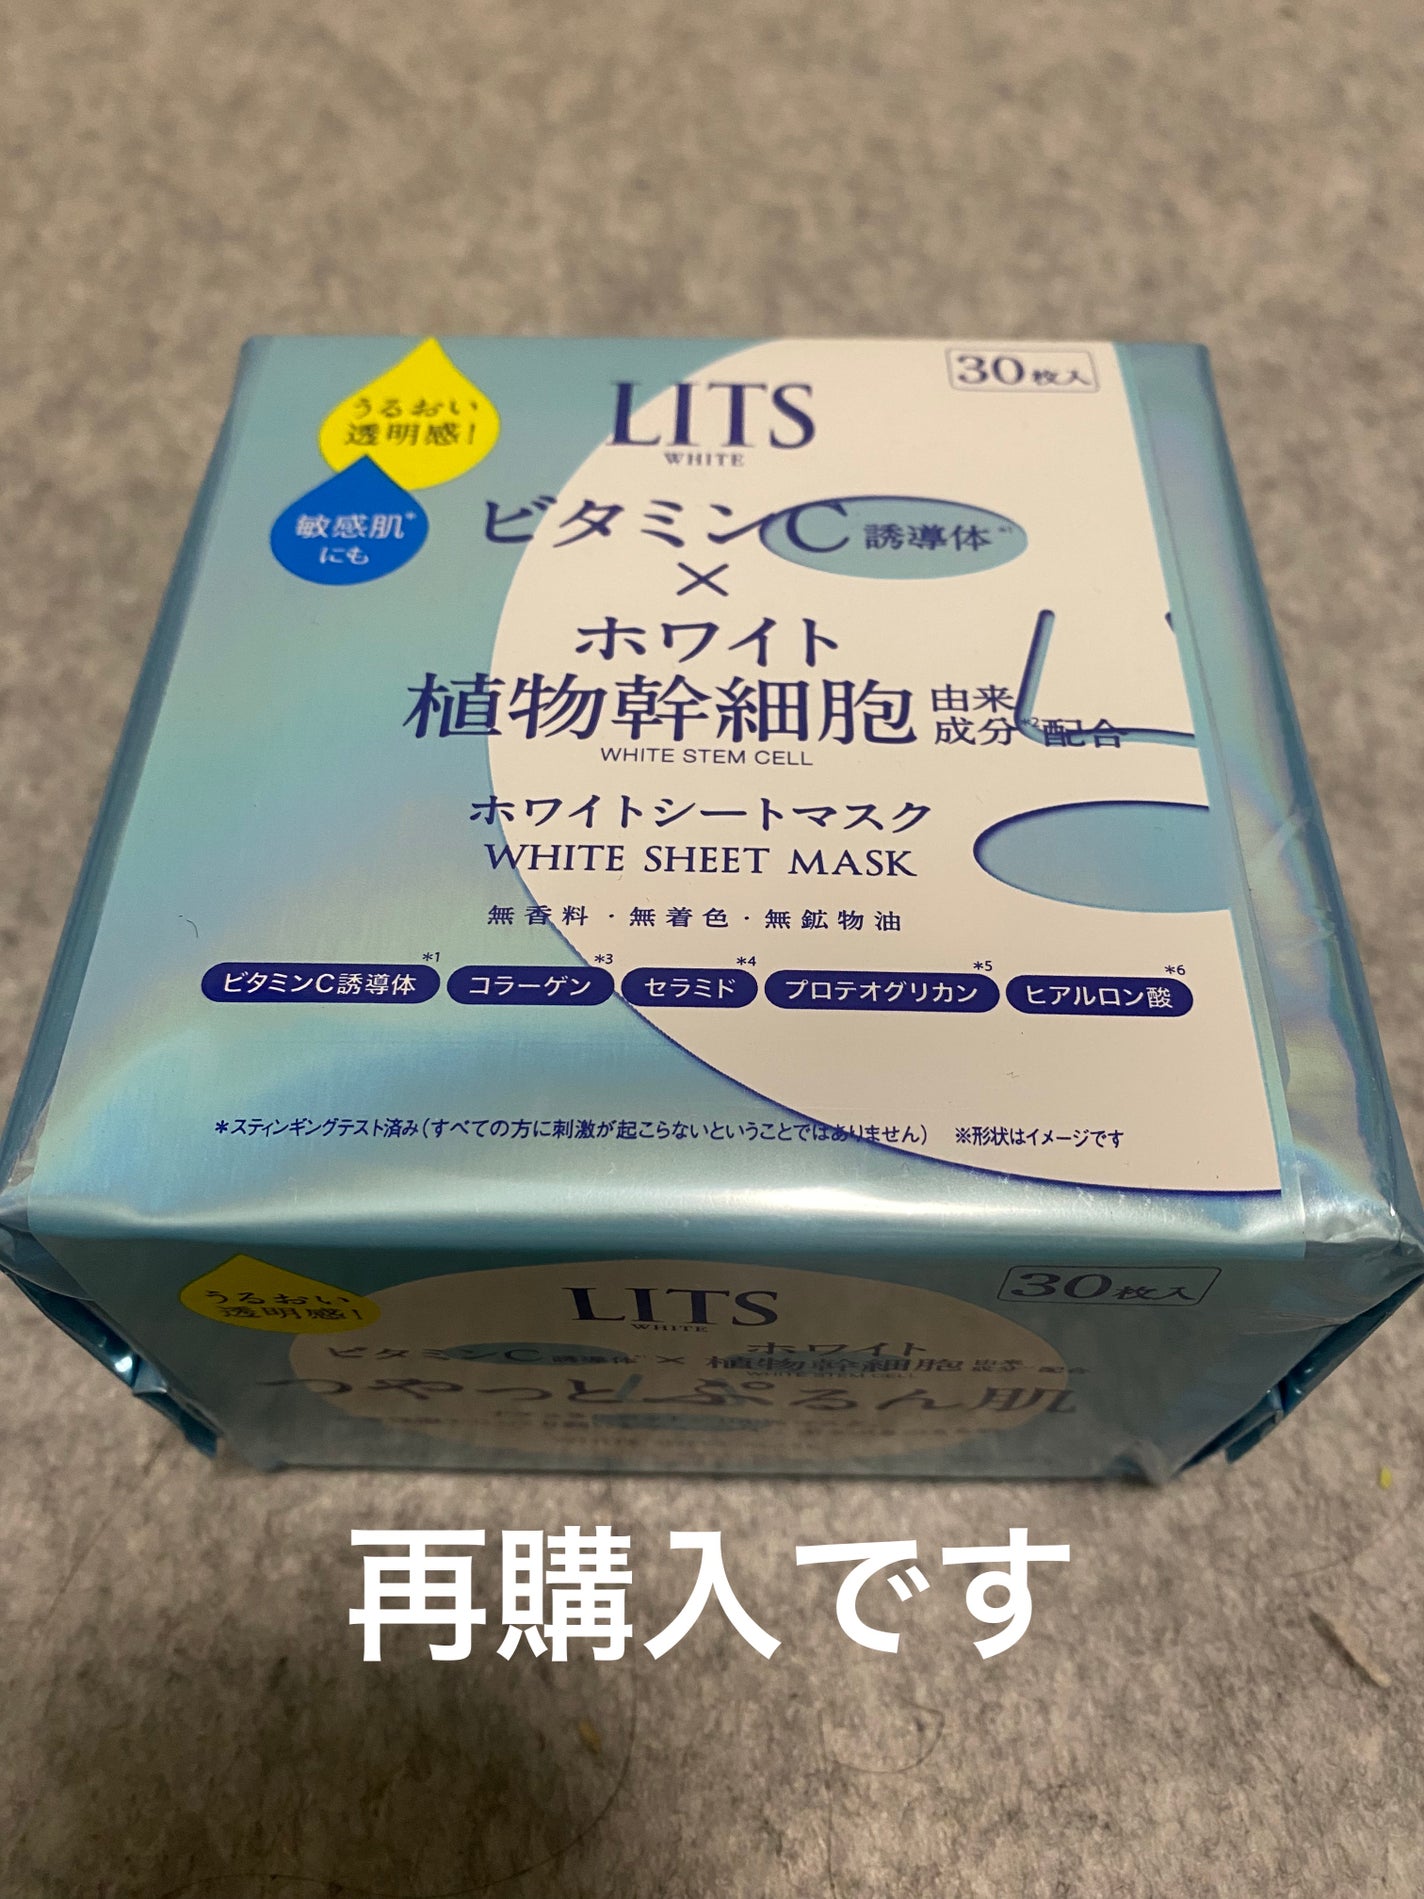 30枚入
うるおい
透明感!
LITS
WHITE
敏感肌*
にも
ビタミンC誘導体*1
×
ホワイト
植物幹細胞由来成分*2配合
WHITE STEM CELL
ホワイトシートマスク
WHITE SHEET MASK
無香料・無着色・無鉱物油
ビタミンC誘導体*1 コラーゲン*3 セラミド*4 プロテオグリカン*5 ヒアルロン酸*6
*スティンギングテスト済み(すべての方に刺激が起こらないということではありません) ※形状はイメージです
うるおい
透明感!
LITS
WHITE
30枚入
ビタミンC誘導体 × ホワイト植物幹細胞由来成分配合
WHITE STEM CELL
つやっとぷるん肌
再購入です